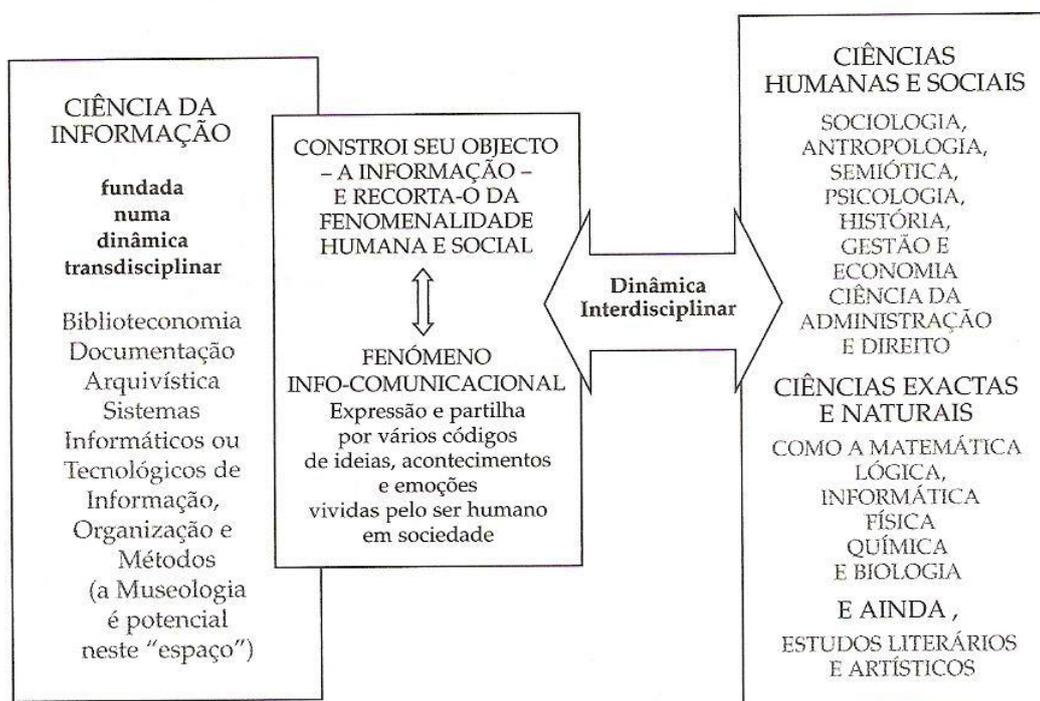 CIÊNCIA DA
INFORMAÇÃO
fundada
numa
dinâmica
transdisciplinar
Biblioteconomia
Documentação
Arquivística
Sistemas
Informáticos ou
Tecnológicos de
Informação,
Organização e
Métodos
(a Museologia
é potencial
neste “espaço”)
CONSTROI SEU OBJECTO
– A INFORMAÇÃO –
E RECORTA-O DA
FENOMENALIDADE
HUMANA E SOCIAL
FENÓMENO
INFO-COMUNICACIONAL
Expressão e partilha
por vários códigos
de ideias, acontecimentos
e emoções
vividas pelo ser humano
em sociedade
Dinâmica
Interdisciplinar
CIÊNCIAS
HUMANAS E SOCIAIS
SOCIOLOGIA,
ANTROPOLOGIA,
SEMIÓTICA,
PSICOLOGIA,
HISTÓRIA,
GESTÃO E
ECONOMIA
CIÊNCIA DA
ADMINISTRAÇÃO
E DIREITO
CIÊNCIAS EXACTAS
E NATURAIS
COMO A MATEMÁTICA
LÓGICA,
INFORMÁTICA
FÍSICA
QUÍMICA
E BIOLOGIA
E AINDA ,
ESTUDOS LITERÁRIOS
E ARTÍSTICOS